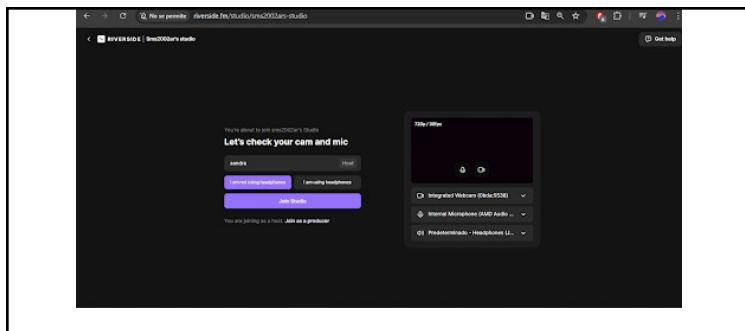 No se permite riverside.fm/studio/sms2002ars-studio
RIVERSIDE Sms2002ar's studio
Get help
You're about to join sms2002ar's Studio
Let's check your cam and mic
sandra Host
I am not using headphones I am using headphones
Join Studio
You are joining as a host. Join as a producer
720p / 30fps
Integrated Webcam (0bda:5538)
Internal Microphone (AMD Audio ...
Predeterminado - Headphones (J...